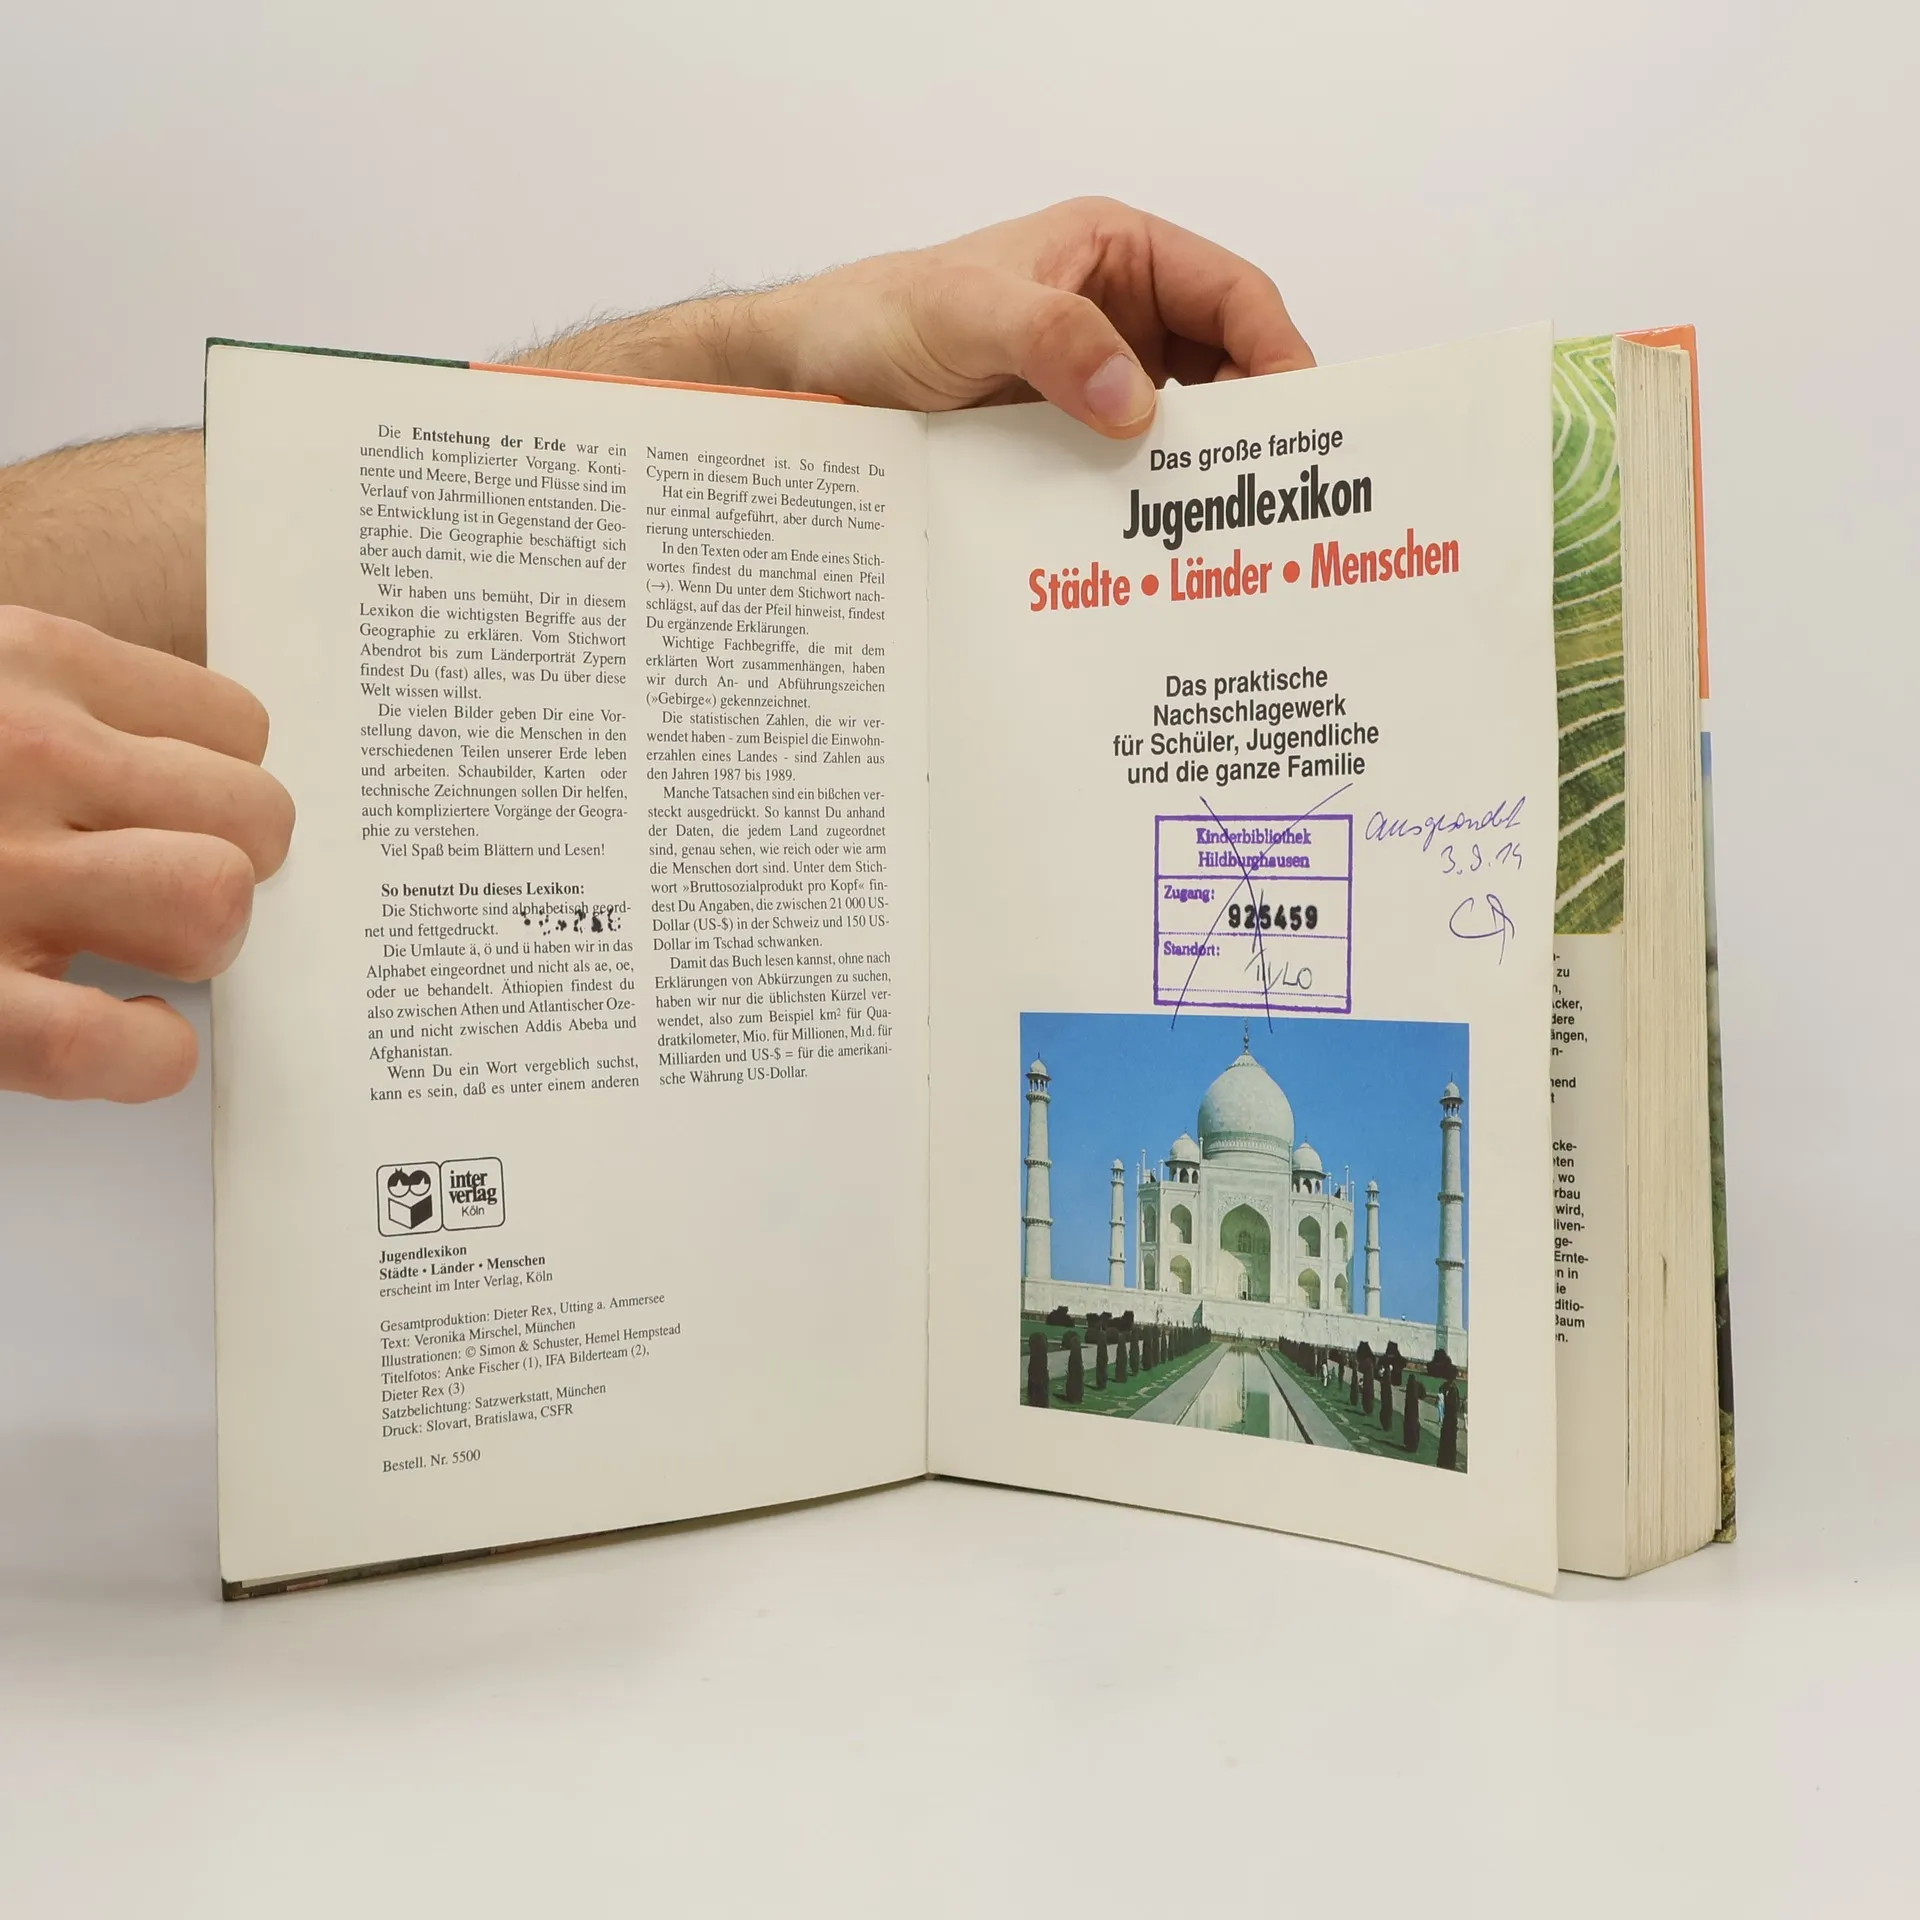 Die Entstehung der Erde war ein
unendlich komplizierter Vorgang. Konti-
nente und Meere, Berge und Flüsse sind im
Verlauf von Jahrmillionen entstanden. Die-
se Entwicklung ist in Gegenstand der Geo-
graphie. Die Geographie beschäftigt sich
aber auch damit, wie die Menschen auf der
Welt leben.
Wir haben uns bemüht, Dir in diesem
Lexikon die wichtigsten Begriffe aus der
Geographie zu erklären. Vom Stichwort
Abendrot bis zum Länderporträt Zypern
findest Du (fast) alles, was Du über diese
Welt wissen willst.
Die vielen Bilder geben Dir eine Vor-
stellung davon, wie die Menschen in den
verschiedenen Teilen unserer Erde leben
und arbeiten. Schaubilder, Karten oder
technische Zeichnungen sollen Dir helfen,
auch kompliziertere Vorgänge der Geogra-
phie zu verstehen.
Viel Spaß beim Blättern und Lesen!
So benutzt Du dieses Lexikon:
Die Stichworte sind alphabetisch geord-
net und fettgedruckt.
Die Umlaute ä, ö und ü haben wir in das
Alphabet eingeordnet und nicht als ae, oe,
oder ue behandelt. Äthiopien findest du
also zwischen Athen und Atlantischer Oze-
an und nicht zwischen Addis Abeba und
Afghanistan.
Wenn Du ein Wort vergeblich suchst,
kann es sein, daß es unter einem anderen
Namen eingeordnet ist. So findest Du
Cypern in diesem Buch unter Zypern.
Hat ein Begriff zwei Bedeutungen, ist er
nur einmal aufgeführt, aber durch Nume-
rierung unterschieden.
In den Texten oder am Ende eines Stich-
wortes findest du manchmal einen Pfeil
(→). Wenn Du unter dem Stichwort nach-
schlägst, auf das der Pfeil hinweist, findest
Du ergänzende Erklärungen.
Wichtige Fachbegriffe, die mit dem
erklärten Wort zusammenhängen, haben
wir durch An- und Abführungszeichen
(»Gebirge«) gekennzeichnet.
Die statistischen Zahlen, die wir ver-
wendet haben - zum Beispiel die Einwohn-
erzahlen eines Landes - sind Zahlen aus
den Jahren 1987 bis 1989.
Manche Tatsachen sind ein bißchen ver-
steckt ausgedrückt. So kannst Du anhand
der Daten, die jedem Land zugeordnet
sind, genau sehen, wie reich oder wie arm
die Menschen dort sind. Unter dem Stich-
wort »Bruttosozialprodukt pro Kopf« fin-
dest Du Angaben, die zwischen 21 000 US-
Dollar (US-$) in der Schweiz und 150 US-
Dollar im Tschad schwanken.
Damit das Buch lesen kannst, ohne nach
Erklärungen von Abkürzungen zu suchen,
haben wir nur die üblichsten Kürzel ver-
wendet, also zum Beispiel km² für Qua-
dratkilometer, Mio. für Millionen, Mrd. für
Milliarden und US-$ = für die amerikani-
sche Währung US-Dollar.
inter
verlag
Köln
Jugendlexikon
Städte • Länder • Menschen
erscheint im Inter Verlag, Köln
Gesamtproduktion: Dieter Rex, Utting a. Ammersee
Text: Veronika Mirschel, München
Illustrationen: © Simon & Schuster, Hemel Hempstead
Titelfotos: Anke Fischer (1), IFA Bilderteam (2),
Dieter Rex (3)
Satzbelichtung: Satzwerkstatt, München
Druck: Slovart, Bratislawa, CSFR
Bestell. Nr. 5500
Das große farbige
Jugendlexikon
Städte • Länder • Menschen
Das praktische
Nachschlagewerk
für Schüler, Jugendliche
und die ganze Familie
Kinderbibliothek
Hildburghausen
Zugang:
925459
Standort:
3.9.14
zu
cker,
dere
ängen,
cke-
ten
wo
rbau
wird,
liven-
ge-
Ernte-
n in
ie
ditio-
Baum
en.